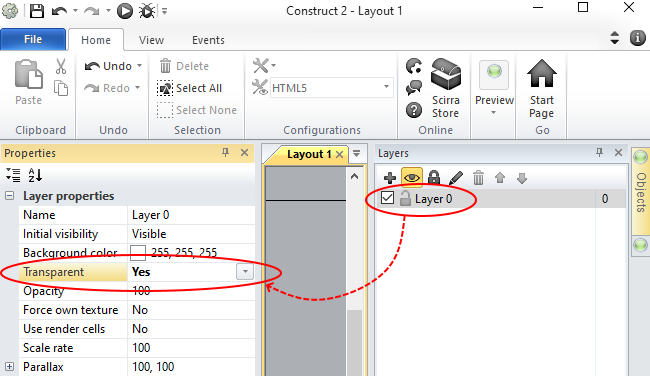 Construct 2 - Layout 1
File Home View Events
Paste
Undo
Redo
Delete
Select All
Select None
HTML5
Scirra
Store
Preview
Start
Page
Clipboard Undo Selection Configurations Online Go
Properties
Layout 1
Layers
Layer properties
Name Layer 0
Initial visibility Visible
Background color 255, 255, 255
Transparent Yes
Opacity 100
Force own texture No
Use render cells No
Scale rate 100
Parallax 100, 100
Layer 0 0
Objects